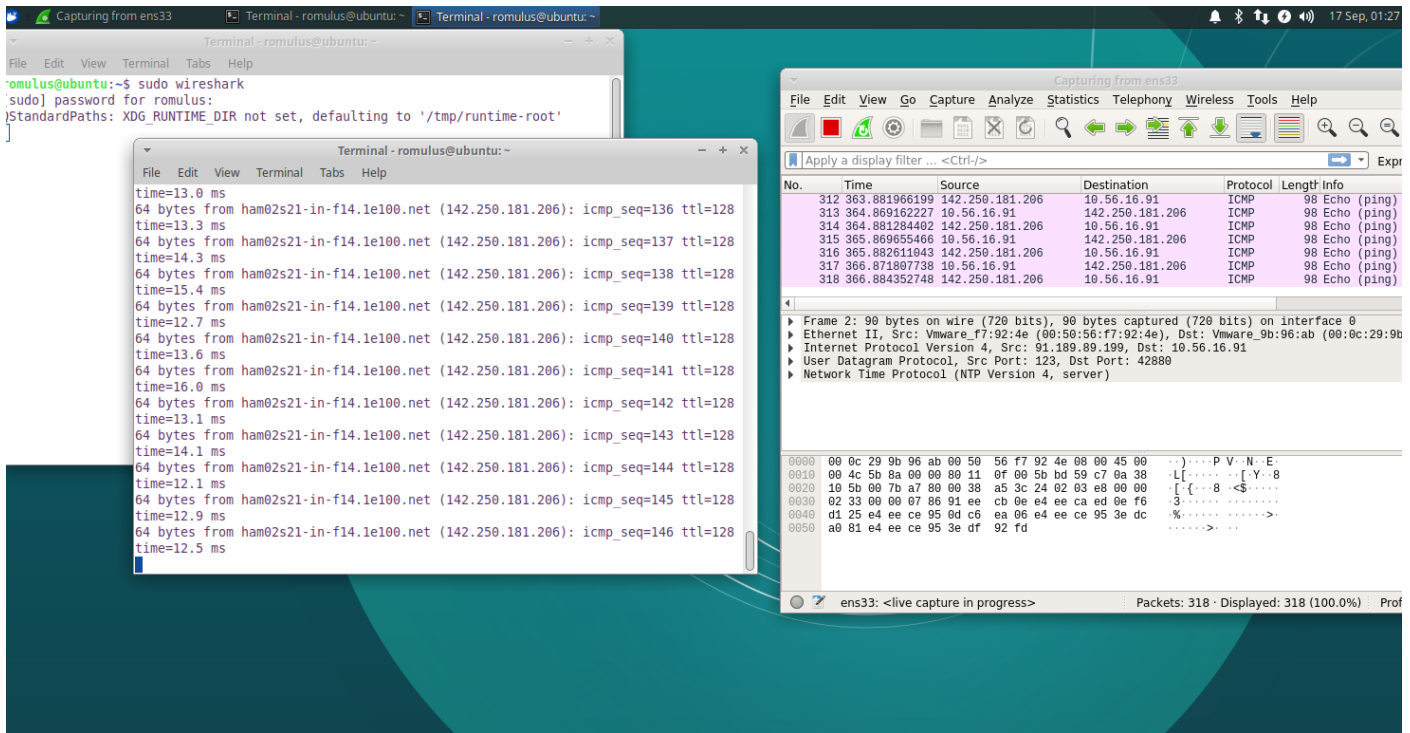 Capturing from ens33
Terminal - romulus@ubuntu: ~
Terminal - romulus@ubuntu: ~
17 Sep, 01:27
Terminal - romulus@ubuntu: ~
File Edit View Terminal Tabs Help
romulus@ubuntu:~$ sudo wireshark
[sudo] password for romulus:
QStandardPaths: XDG_RUNTIME_DIR not set, defaulting to '/tmp/runtime-root'
Terminal - romulus@ubuntu: ~
File Edit View Terminal Tabs Help
time=13.0 ms
64 bytes from ham02s21-in-f14.1e100.net (142.250.181.206): icmp_seq=136 ttl=128
time=13.3 ms
64 bytes from ham02s21-in-f14.1e100.net (142.250.181.206): icmp_seq=137 ttl=128
time=14.3 ms
64 bytes from ham02s21-in-f14.1e100.net (142.250.181.206): icmp_seq=138 ttl=128
time=15.4 ms
64 bytes from ham02s21-in-f14.1e100.net (142.250.181.206): icmp_seq=139 ttl=128
time=12.7 ms
64 bytes from ham02s21-in-f14.1e100.net (142.250.181.206): icmp_seq=140 ttl=128
time=13.6 ms
64 bytes from ham02s21-in-f14.1e100.net (142.250.181.206): icmp_seq=141 ttl=128
time=16.0 ms
64 bytes from ham02s21-in-f14.1e100.net (142.250.181.206): icmp_seq=142 ttl=128
time=13.1 ms
64 bytes from ham02s21-in-f14.1e100.net (142.250.181.206): icmp_seq=143 ttl=128
time=14.1 ms
64 bytes from ham02s21-in-f14.1e100.net (142.250.181.206): icmp_seq=144 ttl=128
time=12.1 ms
64 bytes from ham02s21-in-f14.1e100.net (142.250.181.206): icmp_seq=145 ttl=128
time=12.9 ms
64 bytes from ham02s21-in-f14.1e100.net (142.250.181.206): icmp_seq=146 ttl=128
time=12.5 ms
Capturing from ens33
File Edit View Go Capture Analyze Statistics Telephony Wireless Tools Help
Apply a display filter ... <Ctrl-/> Expr
No. Time Source Destination Protocol Length Info
312 363.881966199 142.250.181.206 10.56.16.91 ICMP 98 Echo (ping)
313 364.869162227 10.56.16.91 142.250.181.206 ICMP 98 Echo (ping)
314 364.881284402 142.250.181.206 10.56.16.91 ICMP 98 Echo (ping)
315 365.869655466 10.56.16.91 142.250.181.206 ICMP 98 Echo (ping)
316 365.882611043 142.250.181.206 10.56.16.91 ICMP 98 Echo (ping)
317 366.871807738 10.56.16.91 142.250.181.206 ICMP 98 Echo (ping)
318 366.884352748 142.250.181.206 10.56.16.91 ICMP 98 Echo (ping)
Frame 2: 90 bytes on wire (720 bits), 90 bytes captured (720 bits) on interface 0
Ethernet II, Src: Vmware_f7:92:4e (00:50:56:f7:92:4e), Dst: Vmware_9b:96:ab (00:0c:29:9b
Internet Protocol Version 4, Src: 91.189.89.199, Dst: 10.56.16.91
User Datagram Protocol, Src Port: 123, Dst Port: 42880
Network Time Protocol (NTP Version 4, server)
0000 00 0c 29 9b 96 ab 00 50 56 f7 92 4e 08 00 45 00 ··)····P V··N··E·
0010 00 4c 5b 8a 00 00 80 11 0f 00 5b bd 59 c7 0a 38 ·L[····· ··[·Y··8
0020 10 5b 00 7b a7 80 00 38 a5 3c 24 02 03 e8 00 00 ·[·{···8 ·<$·····
0030 02 33 00 00 07 86 91 ee cb 0e e4 ee ca ed 0e f6 ·3······ ········
0040 d1 25 e4 ee ce 95 0d c6 ea 06 e4 ee ce 95 3e dc ·%······ ······>·
0050 a0 81 e4 ee ce 95 3e df 92 fd ······>· ··
ens33: <live capture in progress> Packets: 318 · Displayed: 318 (100.0%) Prof